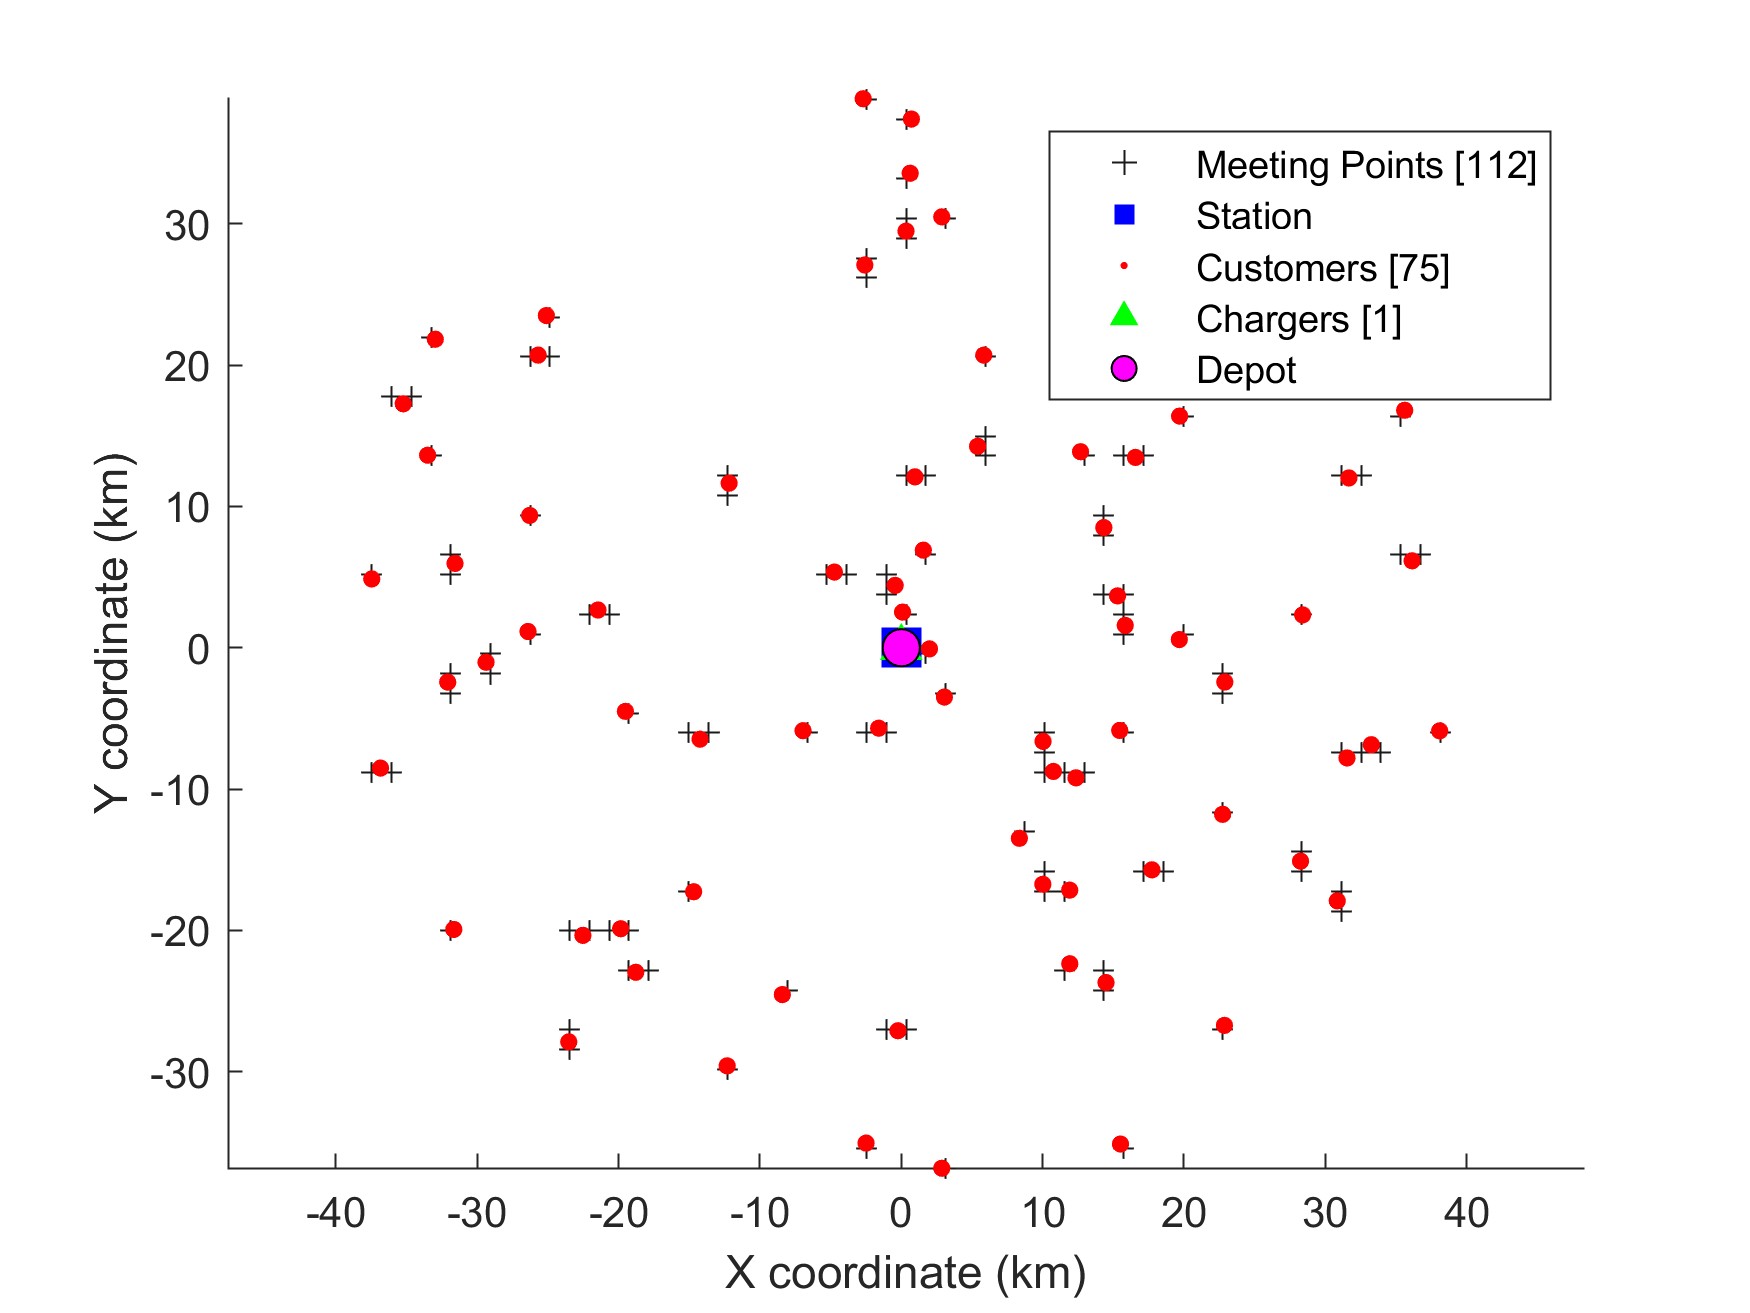 Meeting Points [112]
Station
Customers [75]
Chargers [1]
Depot
30
20
10
0
-10
-20
-30
Y coordinate (km)
-40 -30 -20 -10 0 10 20 30 40
X coordinate (km)